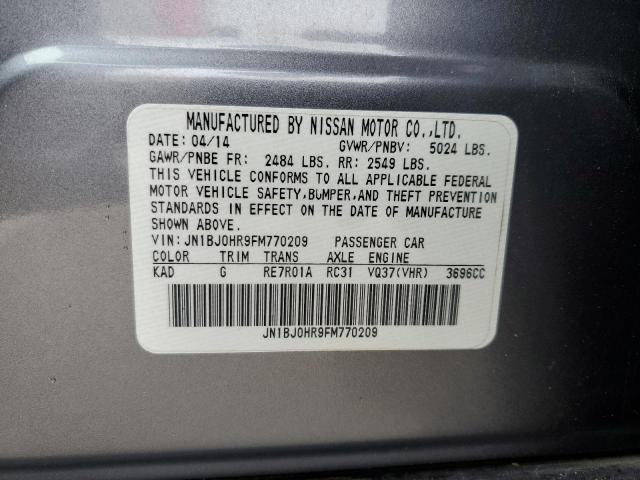 MANUFACTURED BY NISSAN MOTOR CO.,LTD.
DATE: 04/14 GVWR/PNBV: 5024 LBS.
GAWR/PNBE FR: 2484 LBS. RR: 2549 LBS.
THIS VEHICLE CONFORMS TO ALL APPLICABLE FEDERAL
MOTOR VEHICLE SAFETY,BUMPER,AND THEFT PREVENTION
STANDARDS IN EFFECT ON THE DATE OF MANUFACTURE
SHOWN ABOVE.
VIN: JN1BJ0HR9FM770209 PASSENGER CAR
COLOR TRIM TRANS AXLE ENGINE
KAD G RE7R01A RC31 VQ37(VHR) 3696CC
JN1BJ0HR9FM770209